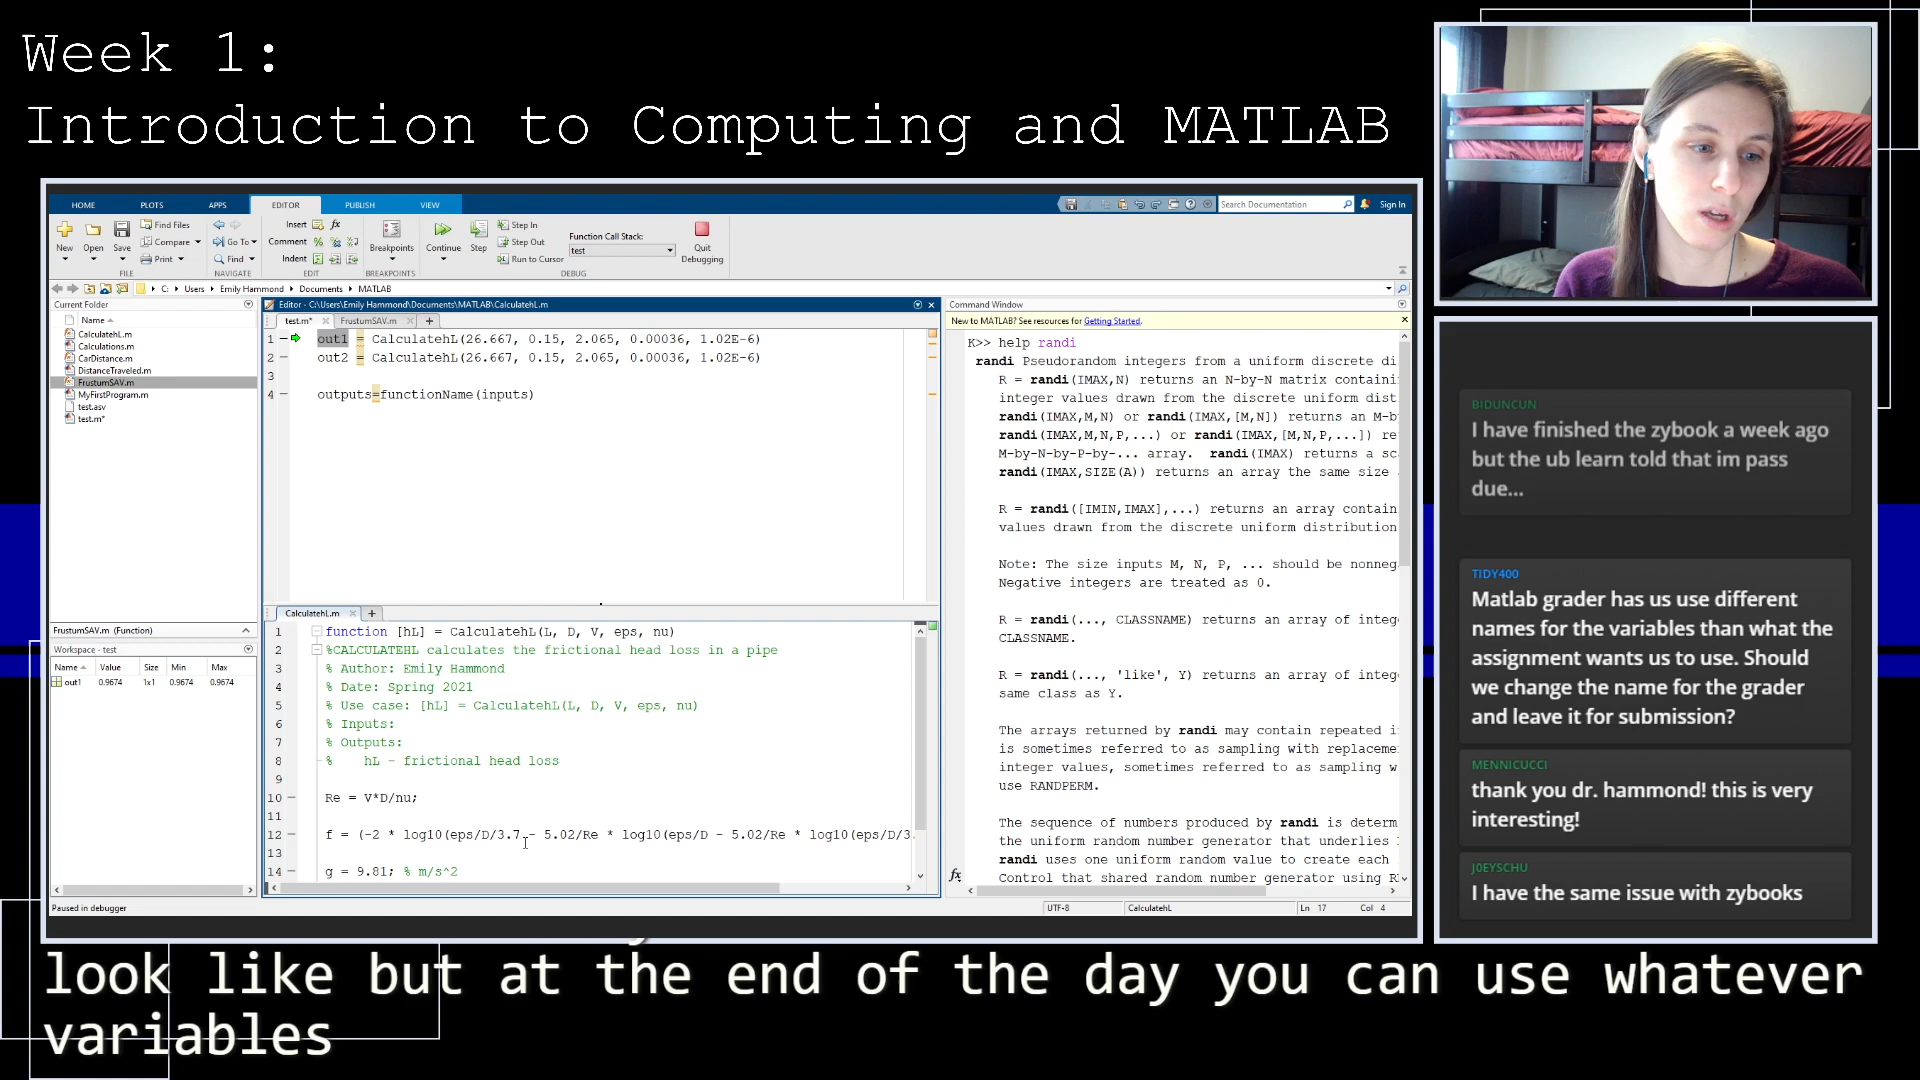 Week 1:
Introduction to Computing and MATLAB
HOME PLOTS APPS EDITOR PUBLISH VIEW
Search Documentation
Sign In
New Open Save
Find Files
Compare
Print
FILE
Go To
Find
NAVIGATE
Insert fx
Comment
Indent
EDIT
Breakpoints
BREAKPOINTS
Continue Step
Step In
Step Out
Run to Cursor
Function Call Stack:
test
DEBUG
Quit
Debugging
C: Users Emily Hammond Documents MATLAB
Current Folder
Name
CalculatehL.m
Calculations.m
CarDistance.m
DistanceTraveled.m
FrustumSAV.m
MyFirstProgram.m
test.asv
test.m*
FrustumSAV.m (Function)
Workspace - test
Name Value Size Min Max
out1 0.9674 1x1 0.9674 0.9674
Paused in debugger
Editor - C:\Users\Emily Hammond\Documents\MATLAB\CalculatehL.m
test.m* FrustumSAV.m
1 out1 = CalculatehL(26.667, 0.15, 2.065, 0.00036, 1.02E-6)
2 out2 = CalculatehL(26.667, 0.15, 2.065, 0.00036, 1.02E-6)
3
4 outputs=functionName(inputs)
CalculatehL.m
1 function [hL] = CalculatehL(L, D, V, eps, nu)
2 %CALCULATEHL calculates the frictional head loss in a pipe
3 % Author: Emily Hammond
4 % Date: Spring 2021
5 % Use case: [hL] = CalculatehL(L, D, V, eps, nu)
6 % Inputs:
7 % Outputs:
8 % hL - frictional head loss
9
10 Re = V*D/nu;
11
12 f = (-2 * log10(eps/D/3.7 - 5.02/Re * log10(eps/D - 5.02/Re * log10(eps/D/3.
13
14 g = 9.81; % m/s^2
Command Window
New to MATLAB? See resources for Getting Started.
K>> help randi
randi Pseudorandom integers from a uniform discrete di
R = randi(IMAX,N) returns an N-by-N matrix containi
integer values drawn from the discrete uniform dist
randi(IMAX,M,N) or randi(IMAX,[M,N]) returns an M-b
randi(IMAX,M,N,P,...) or randi(IMAX,[M,N,P,...]) re
M-by-N-by-P-by-... array. randi(IMAX) returns a sc
randi(IMAX,SIZE(A)) returns an array the same size
R = randi([IMIN,IMAX],...) returns an array contain
values drawn from the discrete uniform distribution
Note: The size inputs M, N, P, ... should be nonneg
Negative integers are treated as 0.
R = randi(..., CLASSNAME) returns an array of integ
CLASSNAME.
R = randi(..., 'like', Y) returns an array of integ
same class as Y.
The arrays returned by randi may contain repeated i
is sometimes referred to as sampling with replaceme
integer values, sometimes referred to as sampling w
use RANDPERM.
The sequence of numbers produced by randi is determ
the uniform random number generator that underlies
randi uses one uniform random value to create each
Control that shared random number generator using R
fx
UTF-8 CalculatehL Ln 17 Col 4
BIDUNCUN
I have finished the zybook a week ago
but the ub learn told that im pass
due...
TIDY400
Matlab grader has us use different
names for the variables than what the
assignment wants us to use. Should
we change the name for the grader
and leave it for submission?
MENNICUCCI
thank you dr. hammond! this is very
interesting!
J0EYSCHU
I have the same issue with zybooks
look like but at the end of the day you can use whatever
variables